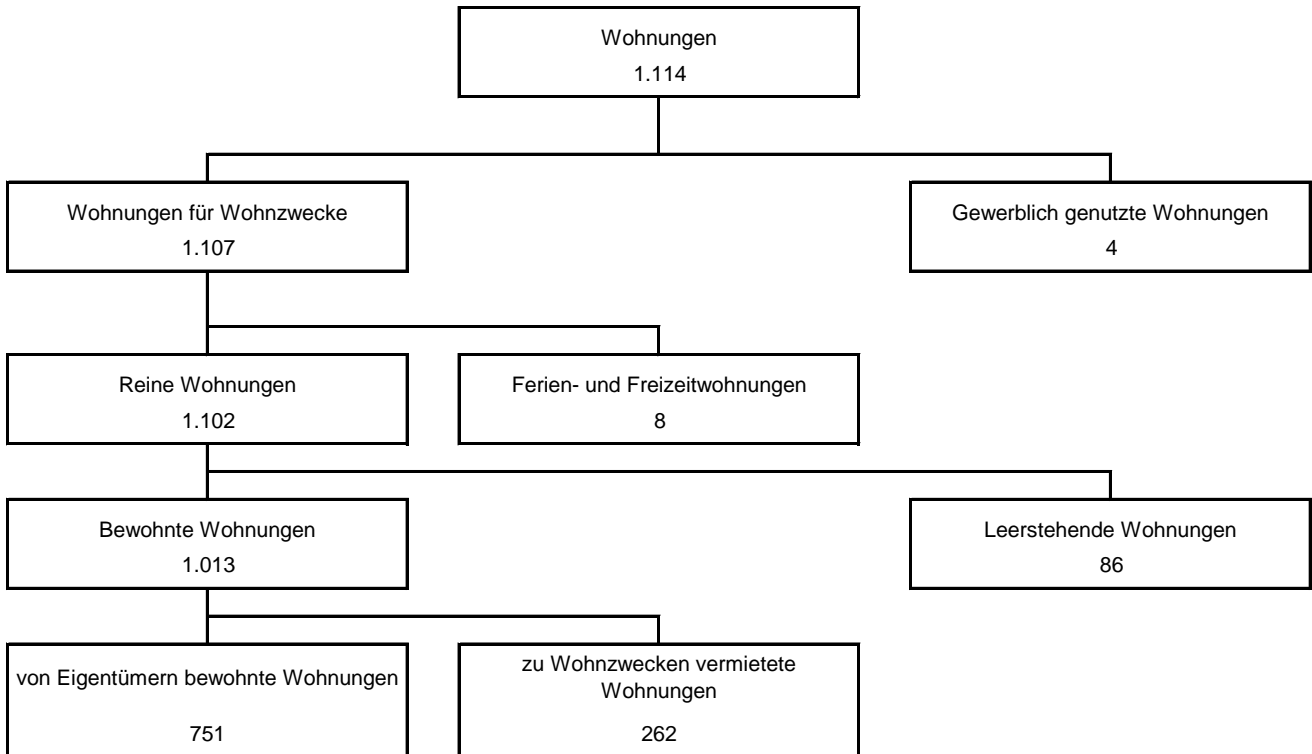 Wohnungen
1.114
Wohnungen für Wohnzwecke
1.107
Gewerblich genutzte Wohnungen
4
Reine Wohnungen
1.102
Ferien- und Freizeitwohnungen
8
Bewohnte Wohnungen
1.013
Leerstehende Wohnungen
86
von Eigentümern bewohnte Wohnungen
751
zu Wohnzwecken vermietete
Wohnungen
262